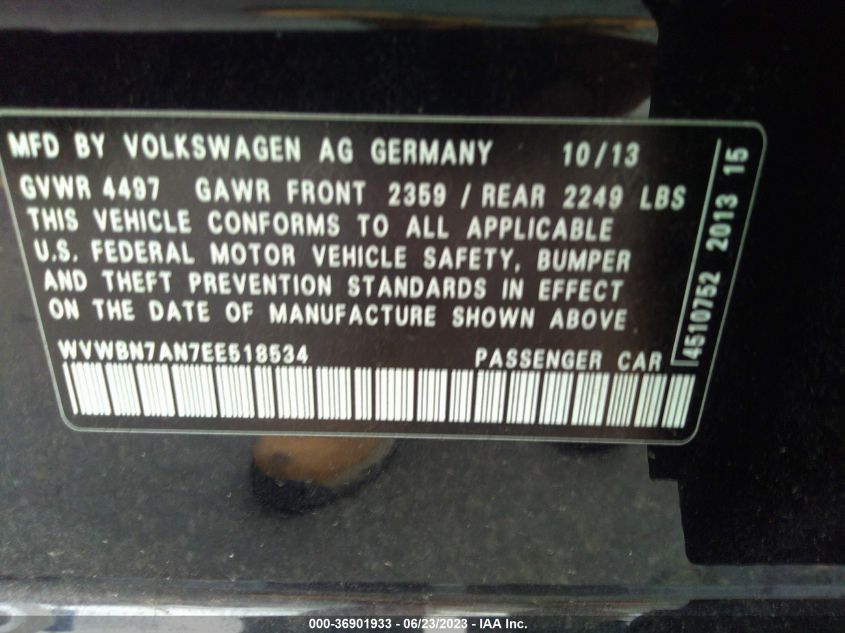 MFD BY VOLKSWAGEN AG GERMANY 10/13
GVWR 4497 GAWR FRONT 2359 / REAR 2249 LBS
THIS VEHICLE CONFORMS TO ALL APPLICABLE
U.S. FEDERAL MOTOR VEHICLE SAFETY, BUMPER
AND THEFT PREVENTION STANDARDS IN EFFECT
ON THE DATE OF MANUFACTURE SHOWN ABOVE.
WVWBN7AN7EE518534 PASSENGER CAR
4510752 2013 15
000-36901933 - 06/23/2023 - IAA Inc.